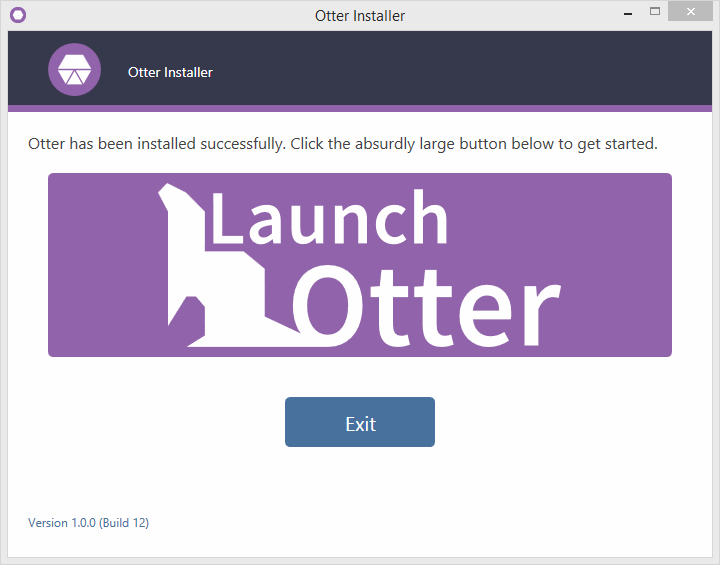 Otter Installer
Otter Installer
Otter has been installed successfully. Click the absurdly large button below to get started.
Launch
Otter
Exit
Version 1.0.0 (Build 12)